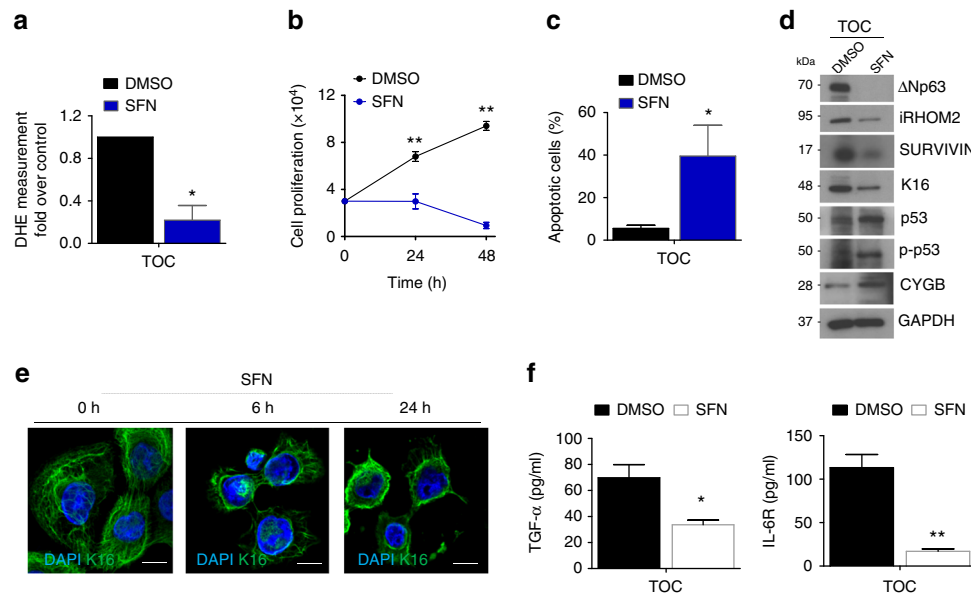 a
DMSO
SFN
DHE measurement
fold over control
1.2
0.8
0.4
0.0
*
TOC
b
DMSO
SFN
Cell proliferation (×10⁴)
12
9
6
3
0
**
**
0 24 48
Time (h)
c
DMSO
SFN
Apoptotic cells (%)
60
40
20
0
*
TOC
d
TOC
kDa DMSO SFN
70 ΔNp63
95 iRHOM2
17 SURVIVIN
48 K16
50 p53
50 p-p53
28 CYGB
37 GAPDH
e
SFN
0 h 6 h 24 h
DAPI K16 DAPI K16 DAPI K16
f
DMSO SFN
TGF-α (pg/ml)
100
80
60
40
20
0
*
TOC
DMSO SFN
IL-6R (pg/ml)
150
100
50
0
**
TOC